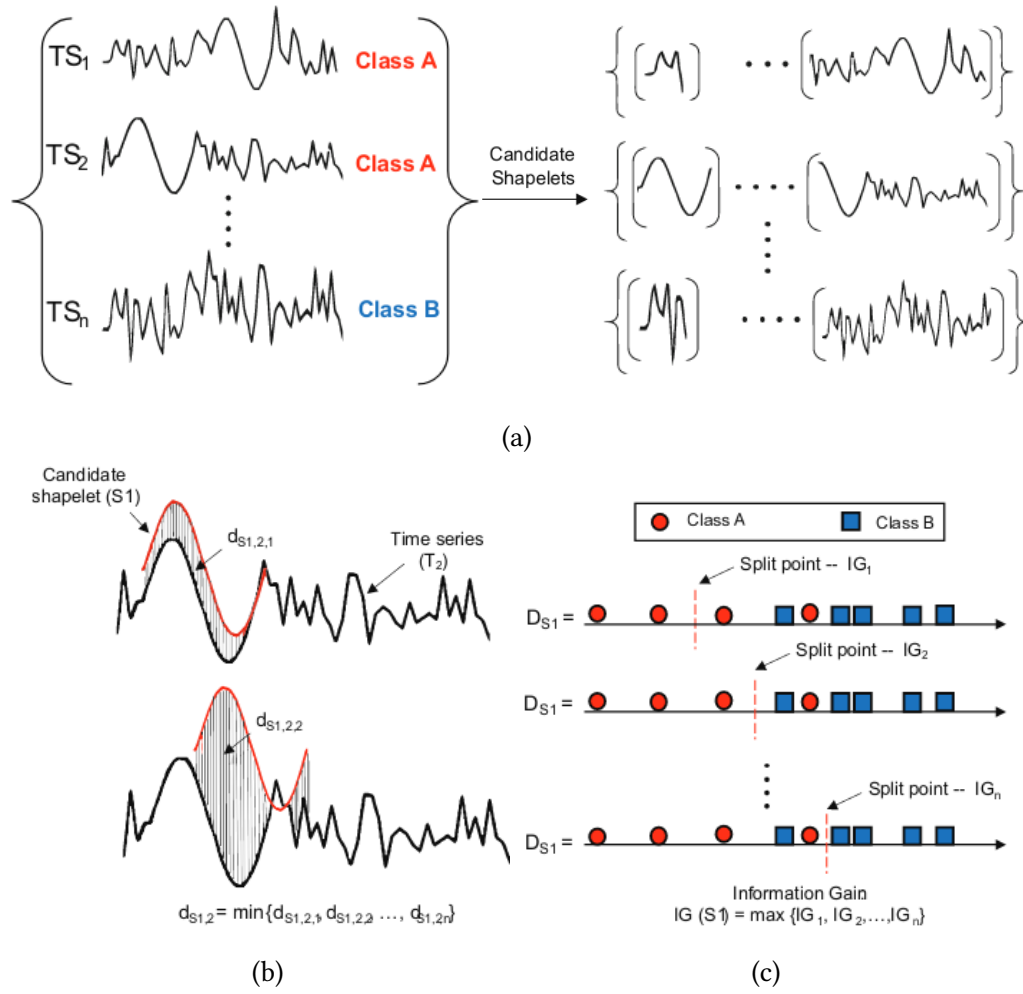 TS1 Class A
TS2 Class A
TSn Class B
Candidate
Shapelets
(a)
Candidate
shapelet (S1)
dS1,2,1
Time series
(T2)
dS1,2,2
dS1,2 = min{dS1,2,1, dS1,2,2, ..., dS1,2n}
(b)
Class A Class B
Split point -- IG1
DS1 =
Split point -- IG2
DS1 =
Split point -- IGn
DS1 =
Information Gain
IG (S1) = max {IG1, IG2,...,IGn}
(c)